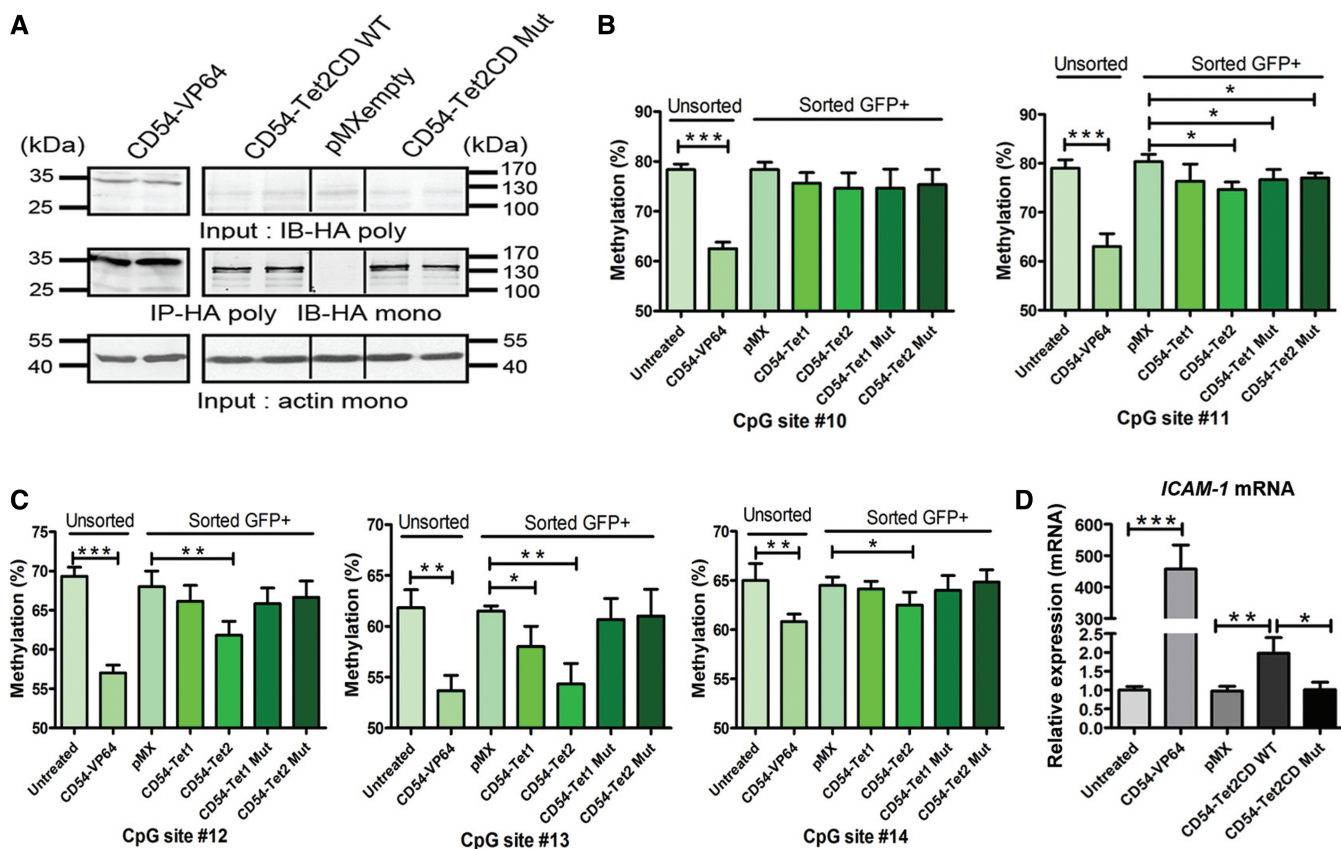 A
CD54-VP64
CD54-Tet2CD WT
pMXempty
CD54-Tet2CD Mut
(kDa)
(kDa)
35
25
170
130
100
Input : IB-HA poly
35
25
170
130
100
IP-HA poly IB-HA mono
55
40
55
40
Input : actin mono
B
Unsorted
Sorted GFP+
***
Methylation (%)
90
80
70
60
50
Untreated
CD54-VP64
pMX
CD54-Tet1
CD54-Tet2
CD54-Tet1 Mut
CD54-Tet2 Mut
CpG site #10
Unsorted
Sorted GFP+
***
*
*
*
Methylation (%)
90
80
70
60
50
Untreated
CD54-VP64
pMX
CD54-Tet1
CD54-Tet2
CD54-Tet1 Mut
CD54-Tet2 Mut
CpG site #11
C
Unsorted
Sorted GFP+
***
**
Methylation (%)
75
70
65
60
55
50
Untreated
CD54-VP64
pMX
CD54-Tet1
CD54-Tet2
CD54-Tet1 Mut
CD54-Tet2 Mut
CpG site #12
Unsorted
Sorted GFP+
**
**
*
Methylation (%)
70
65
60
55
50
Untreated
CD54-VP64
pMX
CD54-Tet1
CD54-Tet2
CD54-Tet1 Mut
CD54-Tet2 Mut
CpG site #13
Unsorted
Sorted GFP+
**
*
Methylation (%)
70
65
60
55
50
Untreated
CD54-VP64
pMX
CD54-Tet1
CD54-Tet2
CD54-Tet1 Mut
CD54-Tet2 Mut
CpG site #14
D
ICAM-1 mRNA
***
**
*
Relative expression (mRNA)
600
500
400
300
2.5
2.0
1.5
1.0
0.5
0.0
Untreated
CD54-VP64
pMX
CD54-Tet2CD WT
CD54-Tet2CD Mut